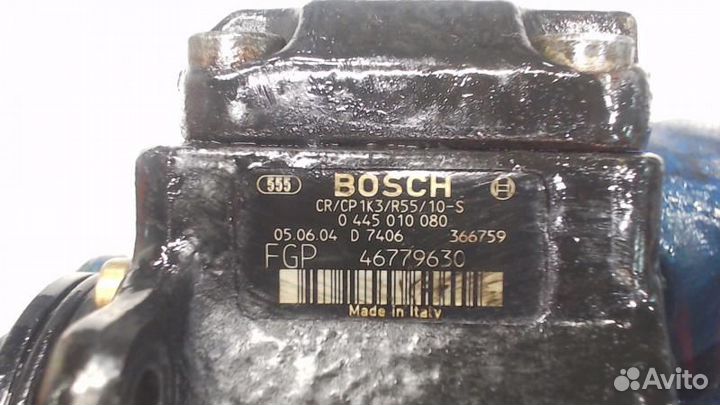 555 BOSCH
CR/CP1K3/R55/10-S
0 445 010 080
05.06.04 D 7406 366759
FGP 46779630
Made in Italy
Avito